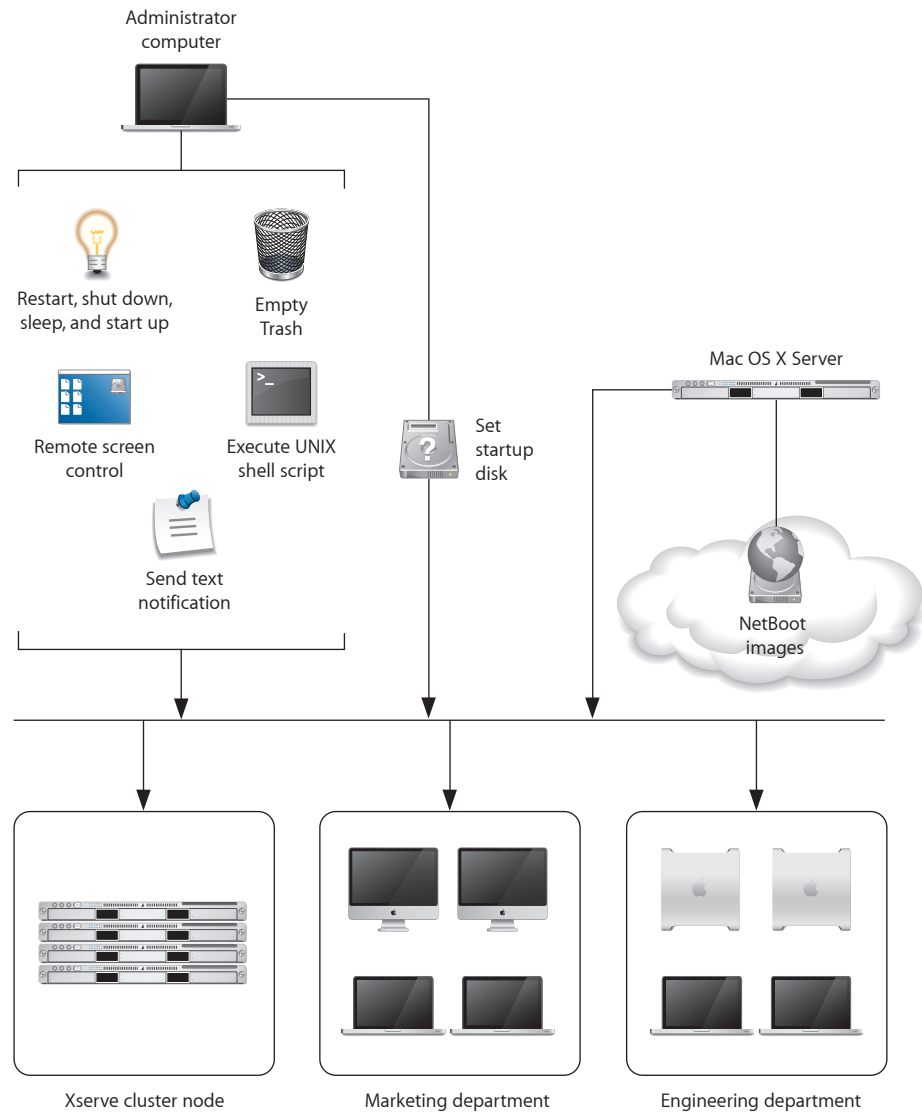 Administrator
computer
Restart, shut down,
sleep, and start up
Empty
Trash
Remote screen
control
>_
Execute UNIX
shell script
Send text
notification
?
Set
startup
disk
Mac OS X Server
NetBoot
images
Xserve cluster node
Marketing department
Engineering department